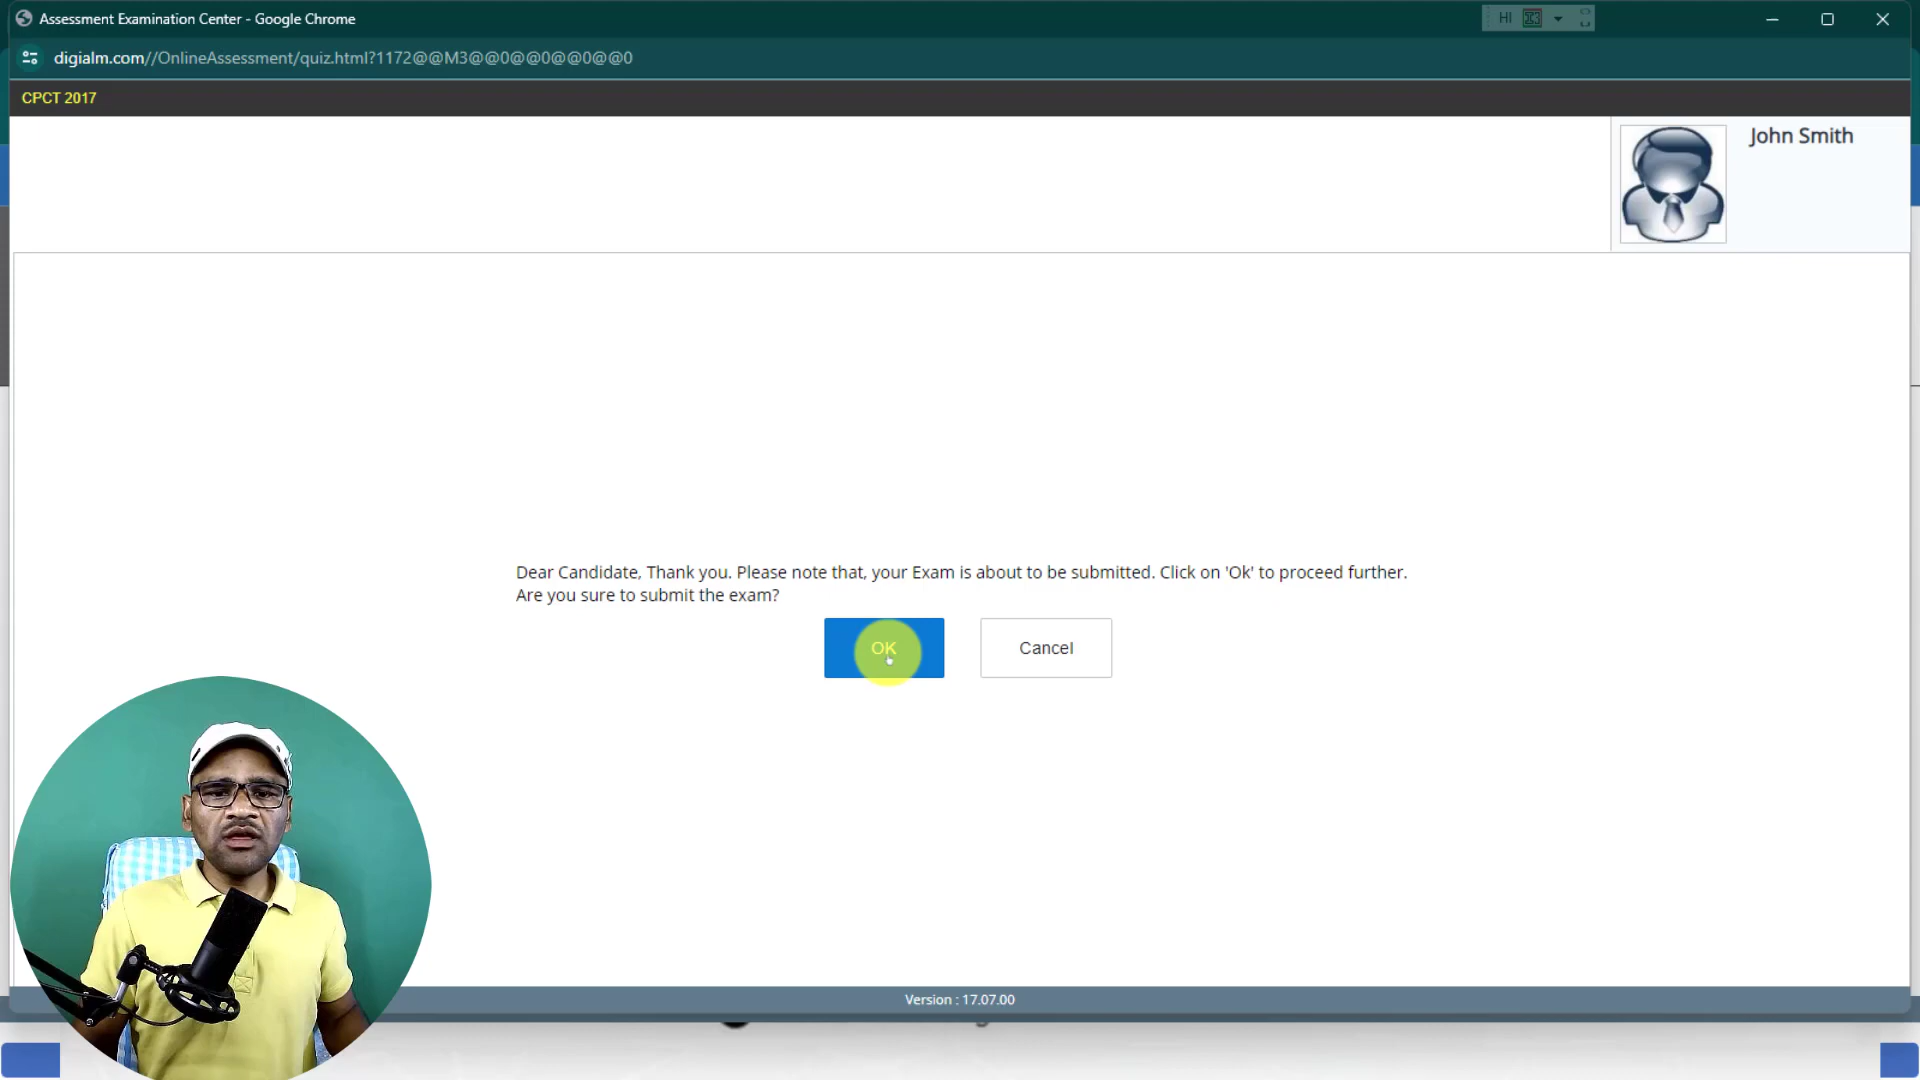 Assessment Examination Center - Google Chrome
HI
digialm.com//OnlineAssessment/quiz.html?1172@@M3@@0@@0@@0@@0
CPCT 2017
John Smith
Dear Candidate, Thank you. Please note that, your Exam is about to be submitted. Click on 'Ok' to proceed further.
Are you sure to submit the exam?
OK
Cancel
Version : 17.07.00